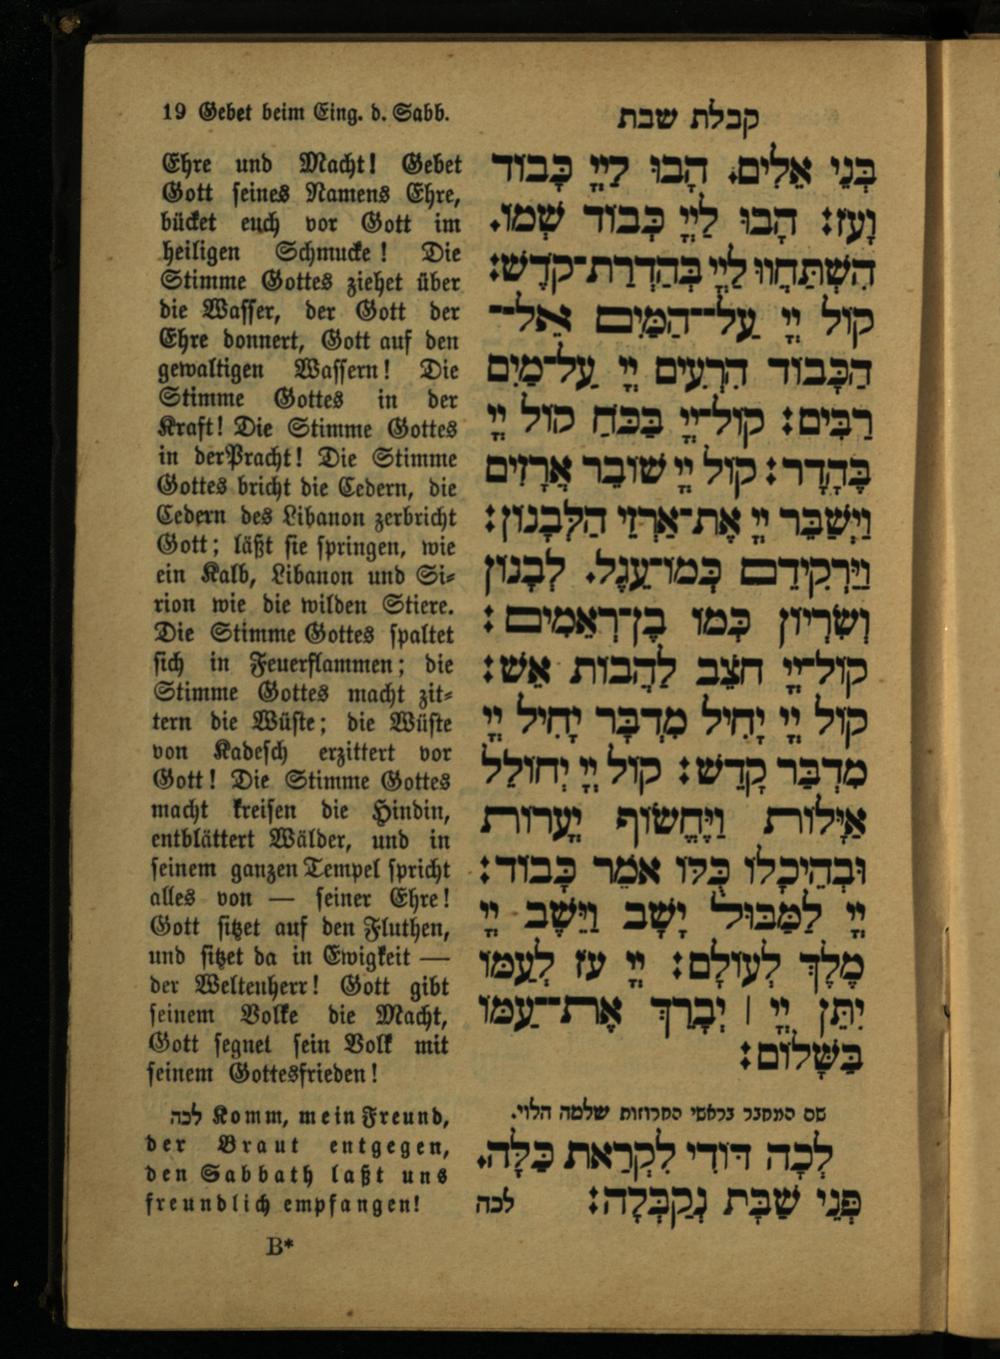 19 Gebet beim Eing. d. Sabb.
Ehre und Macht! Gebet
Gott seines Namens Ehre,
bücket euch vor Gott im
heiligen Schmucke! Die
Stimme Gottes ziehet über
die Wasser, der Gott der
Ehre donnert, Gott auf den
gewaltigen Wassern! Die
Stimme Gottes in der
Kraft! Die Stimme Gottes
in der Pracht! Die Stimme
Gottes bricht die Cedern, die
Cedern des Libanon zerbricht
Gott; läßt sie springen, wie
ein Kalb, Libanon und Si-
rion wie die wilden Stiere.
Die Stimme Gottes spaltet
sich in Feuerflammen; die
Stimme Gottes macht zit-
tern die Wüste; die Wüste
von Kadesch erzittert vor
Gott! Die Stimme Gottes
macht kreisen die Hindin,
entblättert Wälder, und in
seinem ganzen Tempel spricht
alles von — seiner Ehre!
Gott sitzet auf den Fluthen,
und sitzet da in Ewigkeit —
der Weltenherr! Gott gibt
seinem Volke die Macht,
Gott segnet sein Volk mit
seinem Gottesfrieden!
לכה Komm, mein Freund,
der Braut entgegen,
den Sabbath laßt uns
freundlich empfangen!
B*
קבלת שבת
בְּנֵי אֵלִים. הָבוּ לַייָ כָּבוֹד
וָעֹז: הָבוּ לַייָ כְּבוֹד שְׁמוֹ.
הִשְׁתַּחֲווּ לַייָ בְּהַדְרַת־קֹדֶשׁ:
קוֹל יְיָ עַל־הַמָּיִם אֵל־
הַכָּבוֹד הִרְעִים יְיָ עַל־מַיִם
רַבִּים: קוֹל־יְיָ בַּכֹּחַ קוֹל יְיָ
בֶּהָדָר: קוֹל יְיָ שׁוֹבֵר אֲרָזִים
וַיְשַׁבֵּר יְיָ אֶת־אַרְזֵי הַלְּבָנוֹן:
וַיַּרְקִידֵם כְּמוֹ־עֵגֶל. לְבָנוֹן
וְשִׂרְיוֹן כְּמוֹ בֶן־רְאֵמִים:
קוֹל־יְיָ חֹצֵב לַהֲבוֹת אֵשׁ:
קוֹל יְיָ יָחִיל מִדְבָּר יָחִיל יְיָ
מִדְבַּר קָדֵשׁ: קוֹל יְיָ יְחוֹלֵל
אַיָּלוֹת וַיֶּחֱשׂוֹף יְעָרוֹת
וּבְהֵיכָלוֹ כֻּלּוֹ אֹמֵר כָּבוֹד:
יְיָ לַמַּבּוּל יָשָׁב וַיֵּשֶׁב יְיָ
מֶלֶךְ לְעוֹלָם: יְיָ עֹז לְעַמּוֹ
יִתֵּן יְיָ ׀ יְבָרֵךְ אֶת־עַמּוֹ
בַשָּׁלוֹם:
שם המחבר בראשי החרוזות שלמה הלוי.
לְכָה דוֹדִי לִקְרַאת כַּלָּה.
פְּנֵי שַׁבָּת נְקַבְּלָה: לכה